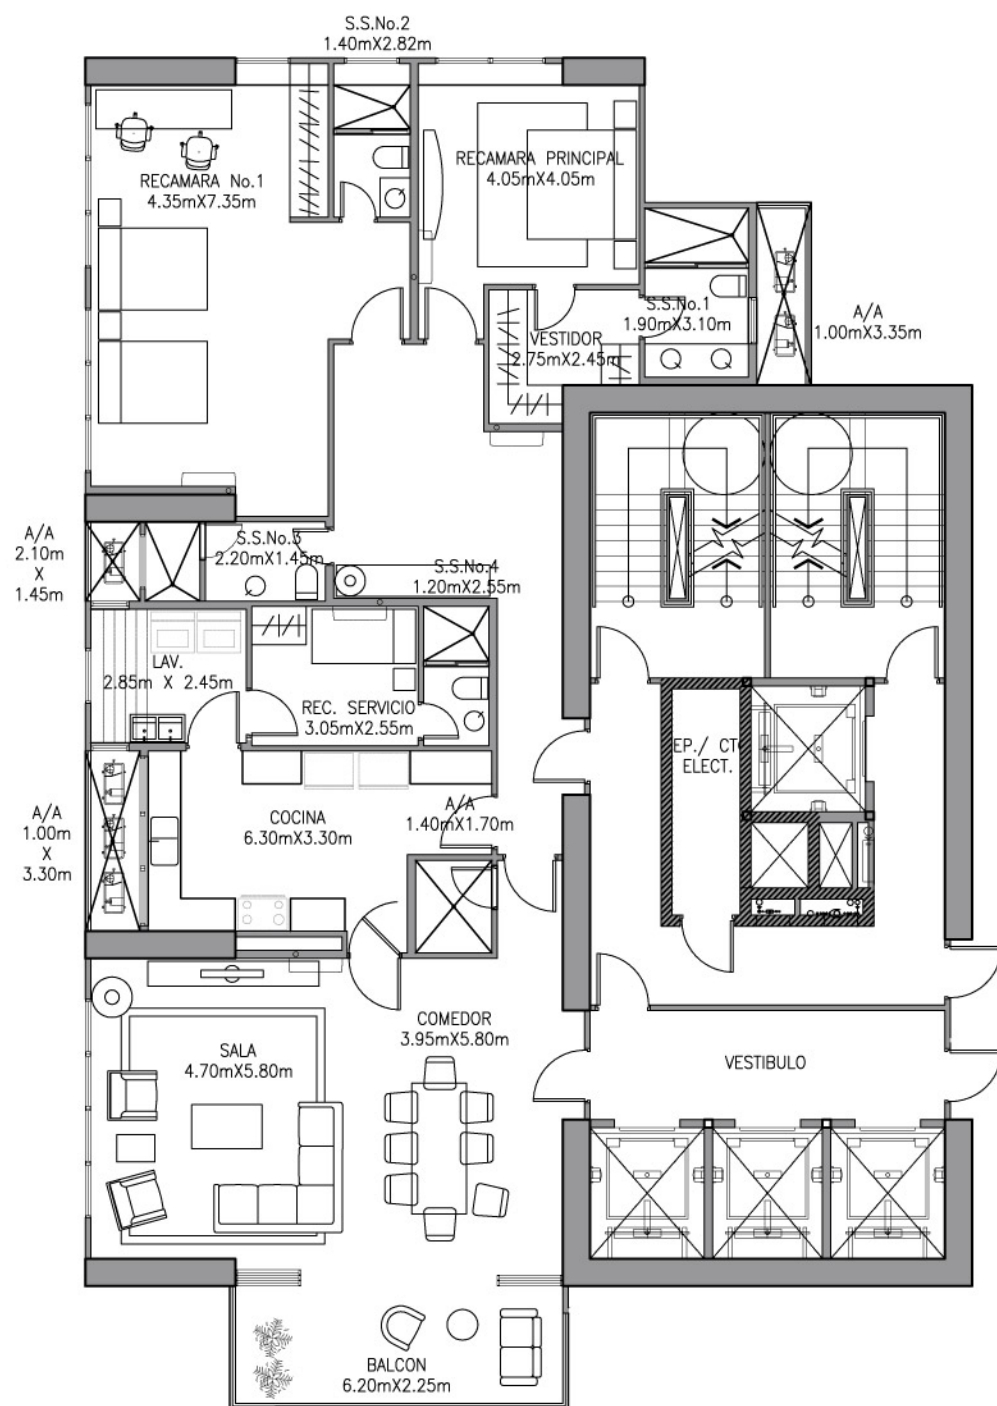 S.S.No.2
1.40mX2.82m
RECAMARA No.1
4.35mX7.35m
RECAMARA PRINCIPAL
4.05mX4.05m
S.S.No.1
1.90mX3.10m
A/A
1.00mX3.35m
VESTIDOR
2.75mX2.45m
A/A
2.10m
X
1.45m
S.S.No.3
2.20mX1.45m
S.S.No.4
1.20mX2.55m
LAV.
2.85m X 2.45m
REC. SERVICIO
3.05mX2.55m
EP./ CTO
ELECT.
A/A
1.00m
X
3.30m
COCINA
6.30mX3.30m
A/A
1.40mX1.70m
SALA
4.70mX5.80m
COMEDOR
3.95mX5.80m
VESTIBULO
BALCON
6.20mX2.25m